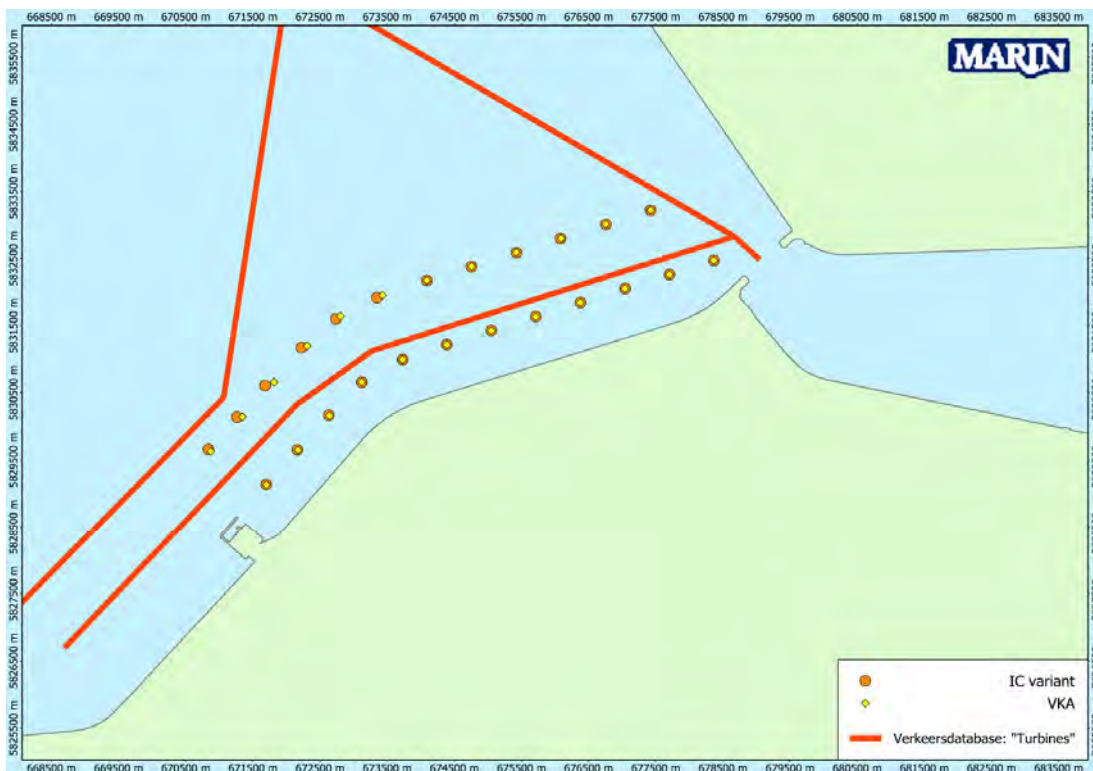 668500 m 669500 m 670500 m 671500 m 672500 m 673500 m 674500 m 675500 m 676500 m 677500 m 678500 m 679500 m 680500 m 681500 m 682500 m 683500 m
MARIN
5835500 m
5834500 m
5833500 m
5832500 m
5831500 m
5830500 m
5829500 m
5828500 m
5827500 m
5826500 m
5825500 m
IC variant
VKA
Verkeersdatabase: "Turbines"
668500 m 669500 m 670500 m 671500 m 672500 m 673500 m 674500 m 675500 m 676500 m 677500 m 678500 m 679500 m 680500 m 681500 m 682500 m 683500 m